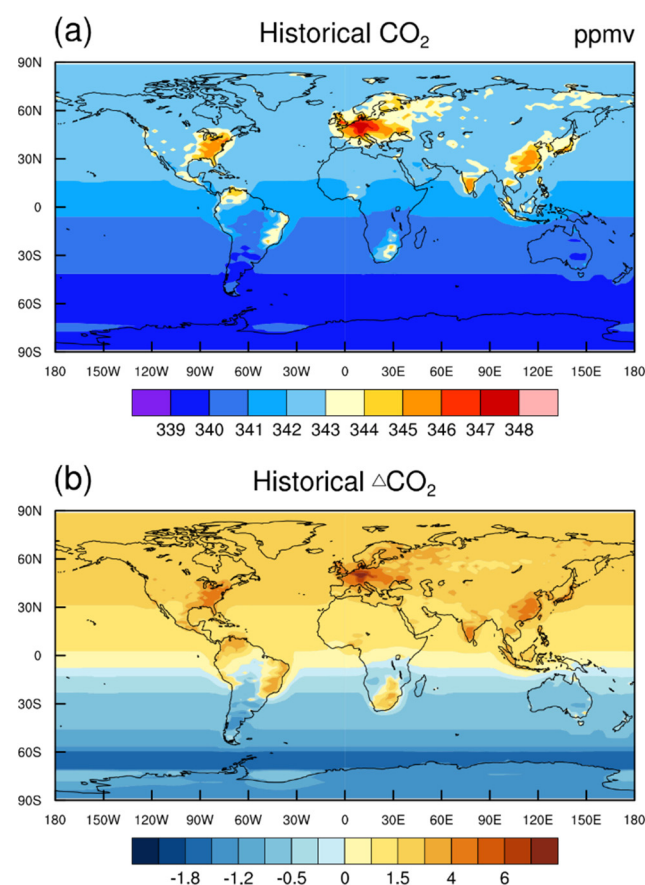 (a) Historical CO₂ ppmv
90N
60N
30N
0
30S
60S
90S
180 150W 120W 90W 60W 30W 0 30E 60E 90E 120E 150E 180
339 340 341 342 343 344 345 346 347 348
(b) Historical △CO₂
90N
60N
30N
0
30S
60S
90S
180 150W 120W 90W 60W 30W 0 30E 60E 90E 120E 150E 180
-1.8 -1.2 -0.5 0 1.5 4 6